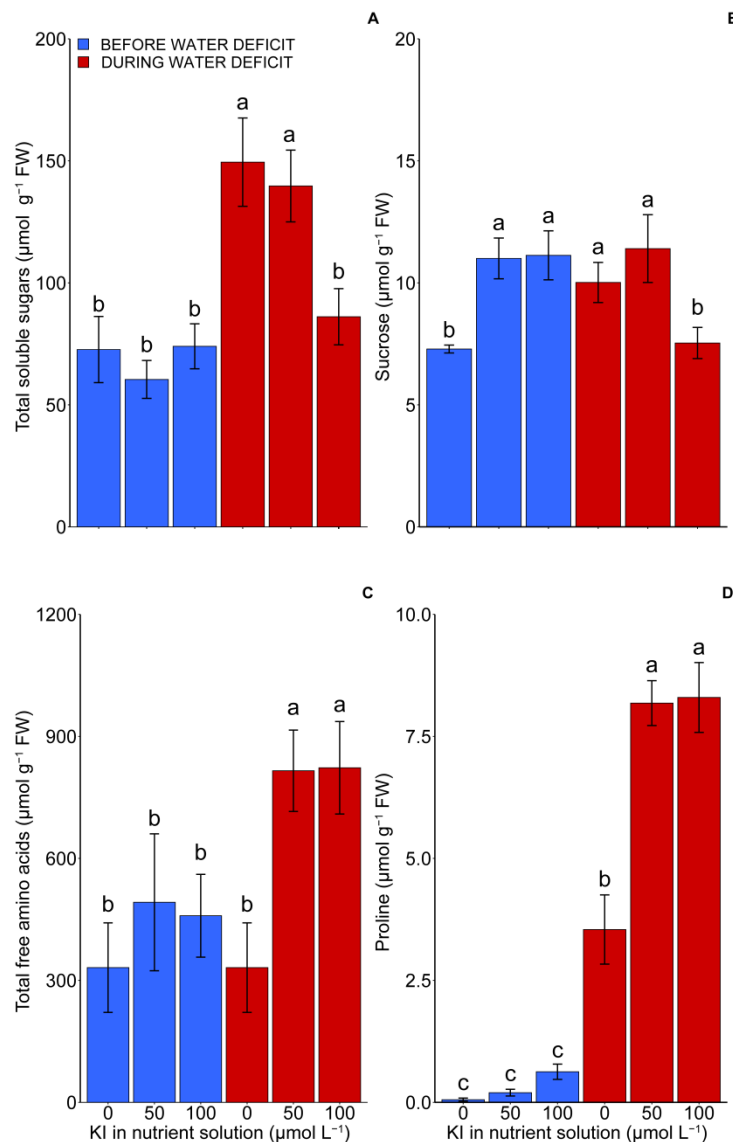 A
BEFORE WATER DEFICIT
DURING WATER DEFICIT
Total soluble sugars (µmol g⁻¹ FW)
200
150
100
50
0
b
b
b
a
a
b
Sucrose (µmol g⁻¹ FW)
20
15
10
5
0
b
a
a
a
a
b
C
Total free amino acids (µmol g⁻¹ FW)
1200
900
600
300
0
b
b
b
b
a
a
0 50 100 0 50 100
KI in nutrient solution (µmol L⁻¹)
D
Proline (µmol g⁻¹ FW)
10.0
7.5
5.0
2.5
0.0
c
c
c
b
a
a
0 50 100 0 50 100
KI in nutrient solution (µmol L⁻¹)